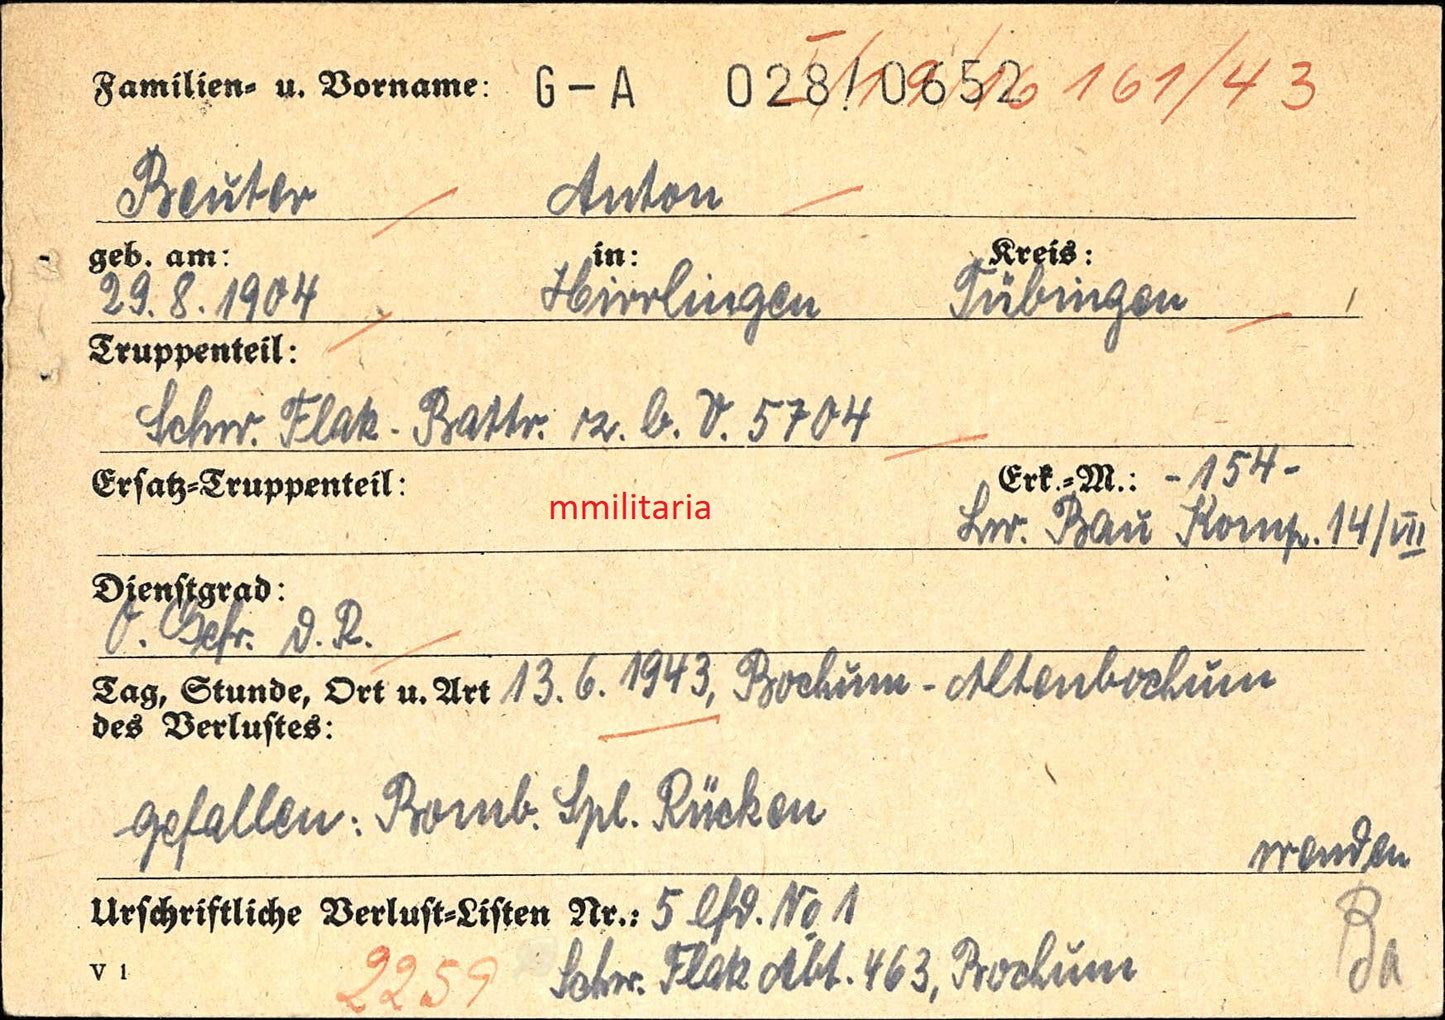 Familien- u. Vorname: G-A 028/0652 I/19/16 161/43
Beuter Anton
geb. am: in: Kreis:
29.8.1904 Hirrlingen Tübingen
Truppenteil:
Schw. Flak-Battr. z. b. V. 5704
Ersatz-Truppenteil: Erk.-M.: -154-
mmilitaria
Lw. Bau Komp. 14/VII
Dienstgrad:
O. Gefr. d. R.
Tag, Stunde, Ort u. Art 13.6.1943, Bochum-Altenbochum
des Verlustes:
gefallen: Bomb. Spl. Rücken
wenden
Urschriftliche Verlust-Listen Nr.: 5 lfd. No 1
V 1 2259 Schw. Flak Abt. 463, Bochum